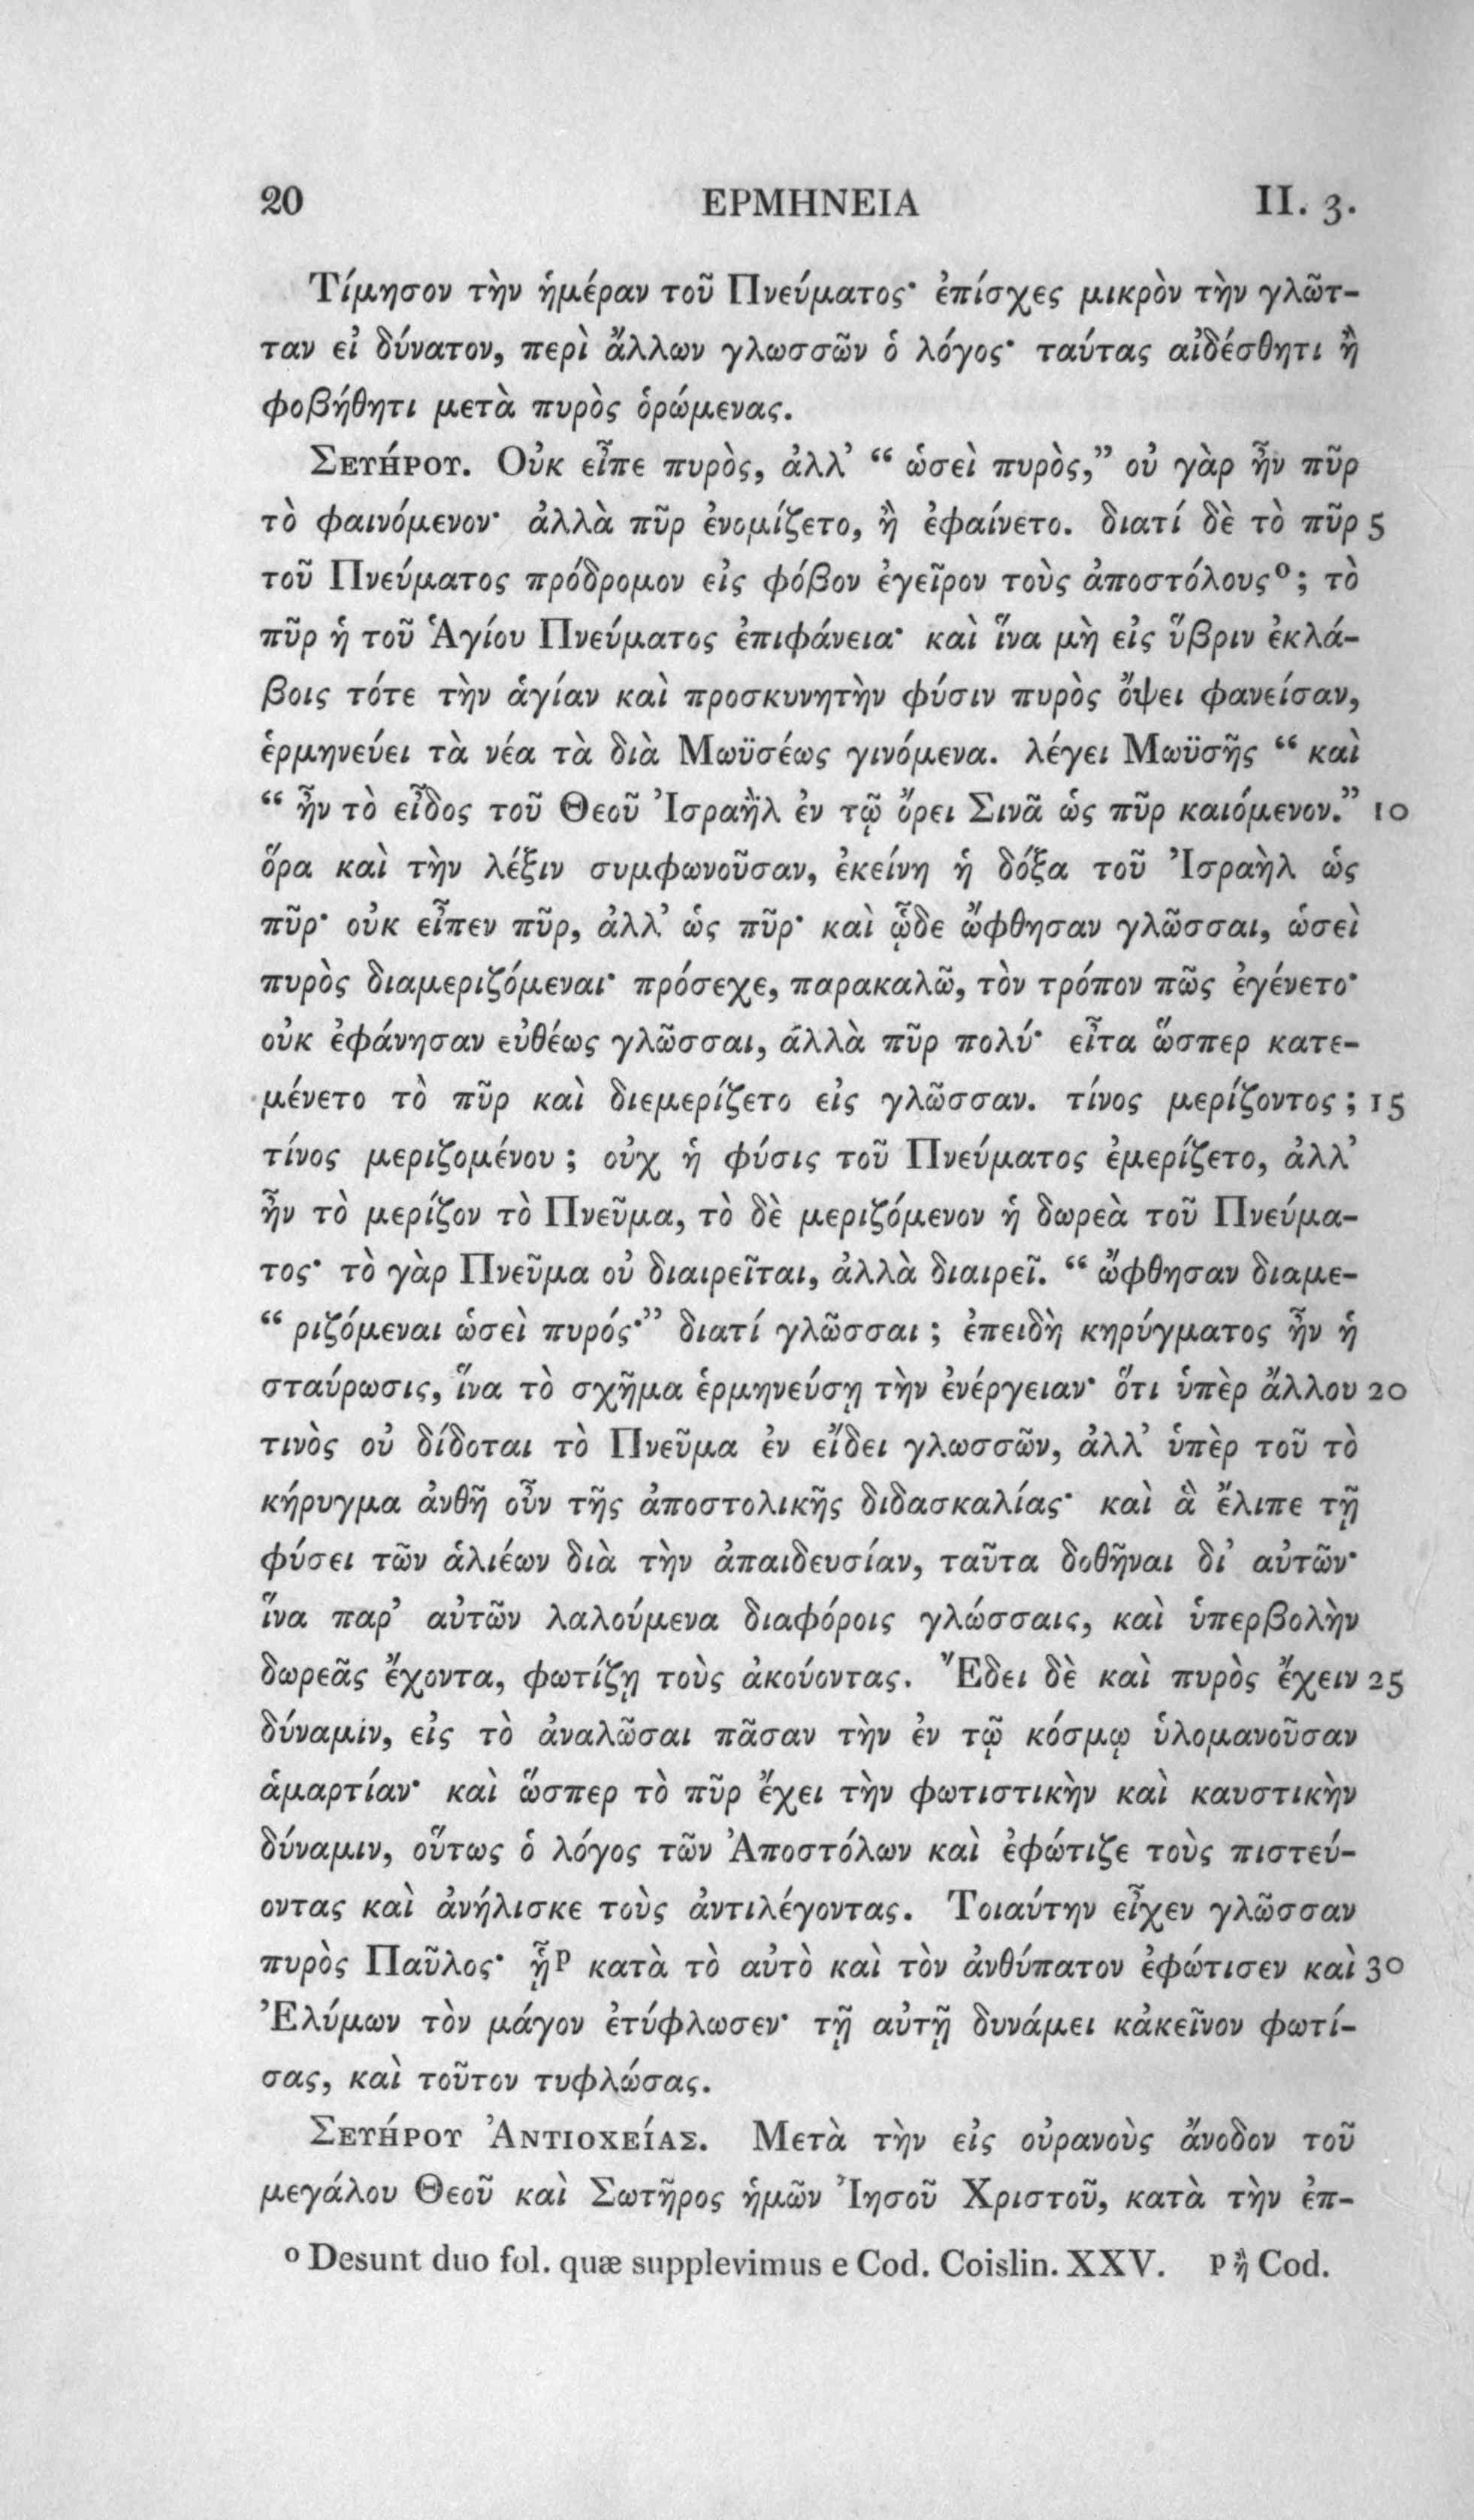 20 ΕΡΜΗΝΕΙΑ II. 3.
Τίμησον τὴν ἡμέραν τοῦ Πνεύματος· ἐπίσχες μικρὸν τὴν γλῶτ-
ταν εἰ δύνατον, περὶ ἄλλων γλωσσῶν ὁ λόγος· ταύτας αἰδέσθητι ἢ
φοβήθητι μετὰ πυρὸς ὁρώμενας.
ΣΕΥΉΡΟΥ. Οὐκ εἶπε πυρὸς, ἀλλ' “ ὡσεὶ πυρὸς,” οὐ γὰρ ἦν πῦρ
τὸ φαινόμενον· ἀλλὰ πῦρ ἐνομίζετο, ἢ ἐφαίνετο. διατί δὲ τὸ πῦρ 5
τοῦ Πνεύματος πρόδρομον εἰς φόβον ἐγεῖρον τοὺς ἀποστόλουςo; τὸ
πῦρ ἡ τοῦ Ἁγίου Πνεύματος ἐπιφάνεια· καὶ ἵνα μὴ εἰς ὕβριν ἐκλά-
βοις τότε τὴν ἁγίαν καὶ προσκυνητὴν φύσιν πυρὸς ὄψει φανείσαν,
ἑρμηνεύει τὰ νέα τὰ διὰ Μωϋσέως γινόμενα. λέγει Μωϋσῆς “ καὶ
“ ἦν τὸ εἶδος τοῦ Θεοῦ Ἰσραὴλ ἐν τῷ ὄρει Σινᾶ ὡς πῦρ καιόμενον.” 10
ὅρα καὶ τὴν λέξιν συμφωνοῦσαν, ἐκείνη ἡ δόξα τοῦ Ἰσραὴλ ὡς
πῦρ· οὐκ εἶπεν πῦρ, ἀλλ' ὡς πῦρ· καὶ ᾧδε ὤφθησαν γλῶσσαι, ὡσεὶ
πυρὸς διαμεριζόμεναι· πρόσεχε, παρακαλῶ, τὸν τρόπον πῶς ἐγένετο·
οὐκ ἐφάνησαν εὐθέως γλῶσσαι, ἀλλὰ πῦρ πολύ· εἶτα ὥσπερ κατε-
μένετο τὸ πῦρ καὶ διεμερίζετο εἰς γλῶσσαν. τίνος μερίζοντος; 15
τίνος μεριζομένου; οὐχ ἡ φύσις τοῦ Πνεύματος ἐμερίζετο, ἀλλ'
ἦν τὸ μερίζον τὸ Πνεῦμα, τὸ δὲ μεριζόμενον ἡ δωρεὰ τοῦ Πνεύμα-
τος· τὸ γὰρ Πνεῦμα οὐ διαιρεῖται, ἀλλὰ διαιρεῖ. “ ὤφθησαν διαμε-
“ ριζόμεναι ὡσεὶ πυρός·” διατί γλῶσσαι; ἐπειδὴ κηρύγματος ἦν ἡ
σταύρωσις, ἵνα τὸ σχῆμα ἑρμηνεύσῃ τὴν ἐνέργειαν· ὅτι ὑπὲρ ἄλλου 20
τινὸς οὐ δίδοται τὸ Πνεῦμα ἐν εἴδει γλωσσῶν, ἀλλ' ὑπὲρ τοῦ τὸ
κήρυγμα ἀνθῆ οὖν τῆς ἀποστολικῆς διδασκαλίας· καὶ ἃ ἔλιπε τῇ
φύσει τῶν ἁλιέων διὰ τὴν ἀπαιδευσίαν, ταῦτα δοθῆναι δι' αὐτῶν·
ἵνα παρ' αὐτῶν λαλούμενα διαφόροις γλώσσαις, καὶ ὑπερβολὴν
δωρεᾶς ἔχοντα, φωτίζῃ τοὺς ἀκούοντας. Ἔδει δὲ καὶ πυρὸς ἔχειν 25
δύναμιν, εἰς τὸ ἀναλῶσαι πᾶσαν τὴν ἐν τῷ κόσμῳ ὑλομανοῦσαν
ἁμαρτίαν· καὶ ὥσπερ τὸ πῦρ ἔχει τὴν φωτιστικὴν καὶ καυστικὴν
δύναμιν, οὕτως ὁ λόγος τῶν Ἀποστόλων καὶ ἐφώτιζε τοὺς πιστεύ-
οντας καὶ ἀνήλισκε τοὺς ἀντιλέγοντας. Τοιαύτην εἶχεν γλῶσσαν
πυρὸς Παῦλος· ᾗp κατὰ τὸ αὐτὸ καὶ τὸν ἀνθύπατον ἐφώτισεν καὶ 30
Ἐλύμων τὸν μάγον ἐτύφλωσεν· τῇ αὐτῇ δυνάμει κἀκεῖνον φωτί-
σας, καὶ τοῦτον τυφλώσας.
ΣΕΥΉΡΟΥ ἈΝΤΙΟΧΕΊΑΣ. Μετὰ τὴν εἰς οὐρανοὺς ἄνοδον τοῦ
μεγάλου Θεοῦ καὶ Σωτῆρος ἡμῶν Ἰησοῦ Χριστοῦ, κατὰ τὴν ἐπ-
o Desunt duo fol. quæ supplevimus e Cod. Coislin. XXV. p ἢ Cod.